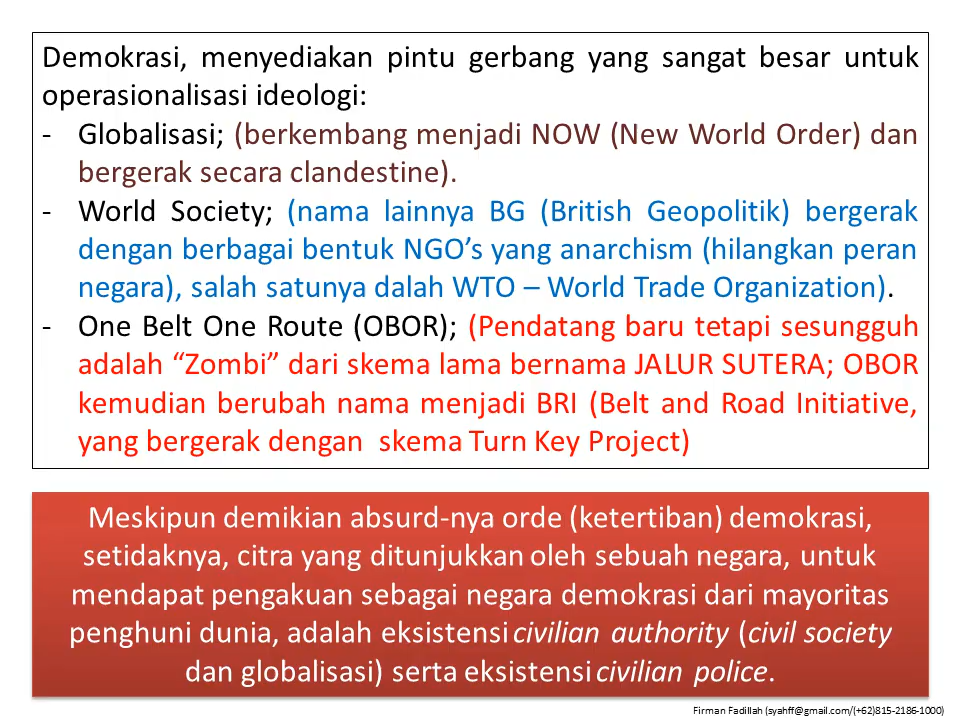 Demokrasi, menyediakan pintu gerbang yang sangat besar untuk
operasionalisasi ideologi:
- Globalisasi; (berkembang menjadi NOW (New World Order) dan
bergerak secara clandestine).
- World Society; (nama lainnya BG (British Geopolitik) bergerak
dengan berbagai bentuk NGO’s yang anarchism (hilangkan peran
negara), salah satunya dalah WTO – World Trade Organization).
- One Belt One Route (OBOR); (Pendatang baru tetapi sesungguh
adalah “Zombi” dari skema lama bernama JALUR SUTERA; OBOR
kemudian berubah nama menjadi BRI (Belt and Road Initiative,
yang bergerak dengan skema Turn Key Project)
Meskipun demikian absurd-nya orde (ketertiban) demokrasi,
setidaknya, citra yang ditunjukkan oleh sebuah negara, untuk
mendapat pengakuan sebagai negara demokrasi dari mayoritas
penghuni dunia, adalah eksistensi civilian authority (civil society
dan globalisasi) serta eksistensi civilian police.
Firman Fadillah (syahff@gmail.com/(+62)815-2186-1000)